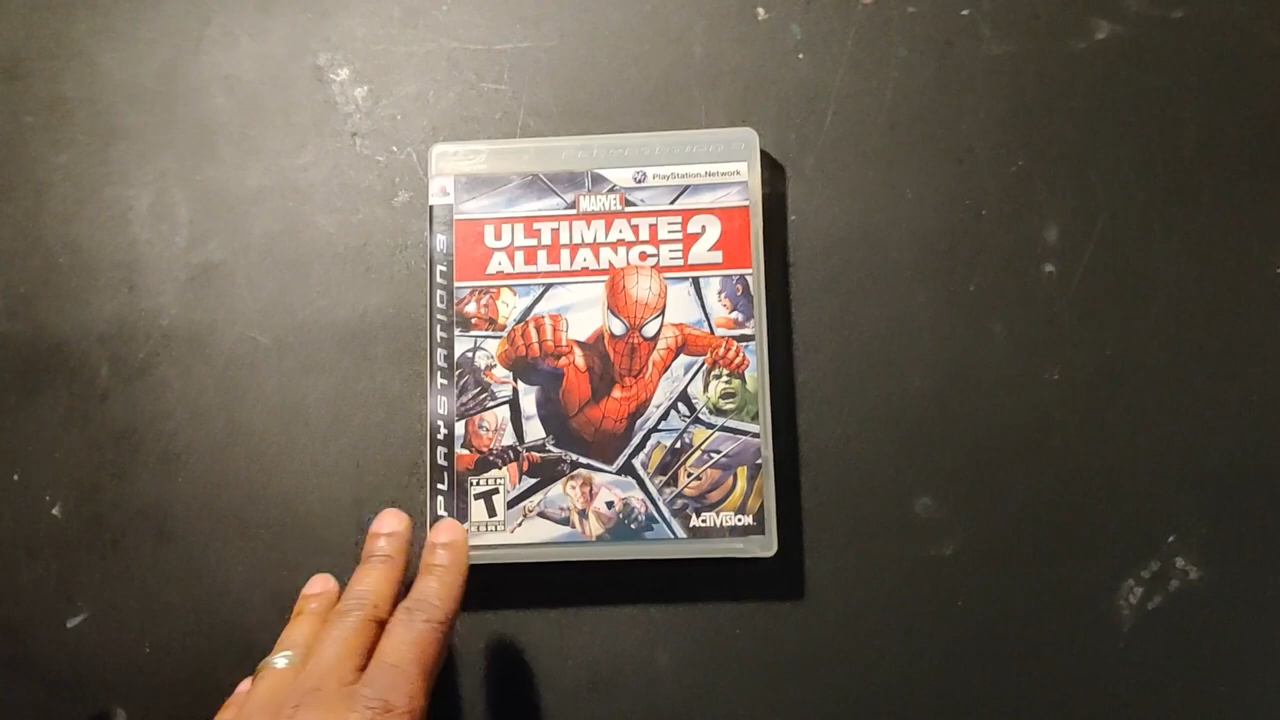 PlayStation.Network
MARVEL
ULTIMATE
ALLIANCE 2
PLAYSTATION 3
TEEN
T
ESRB
ACTIVISION